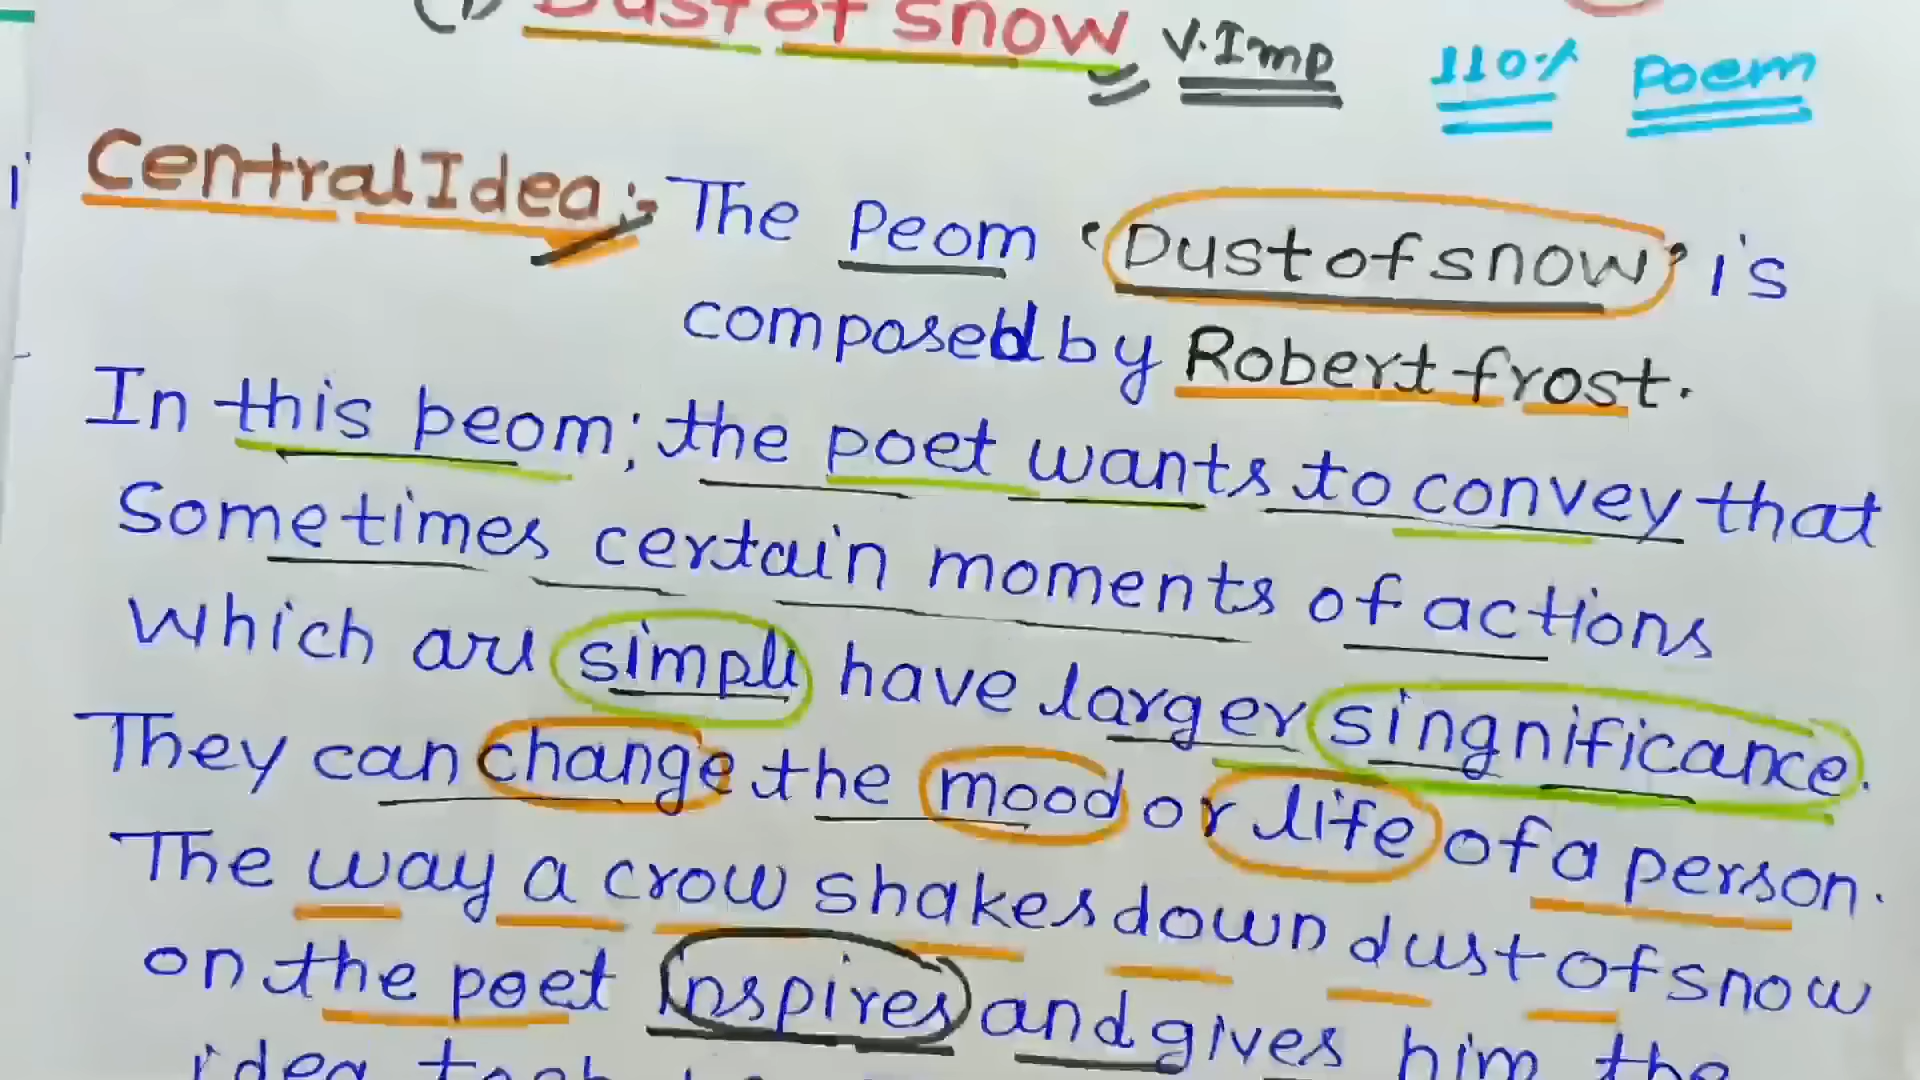 (1) Dust of snow V.Imp 110% Poem
Central Idea :- The Peom 'Dust of snow' is
composed by Robert frost.
In this peom; the poet wants to convey that
Sometimes certain moments of actions
which are simple have larger singnificance.
They can change the mood or life of a person.
The way a crow shakes down dust of snow
on the poet inspires and gives him the
idea